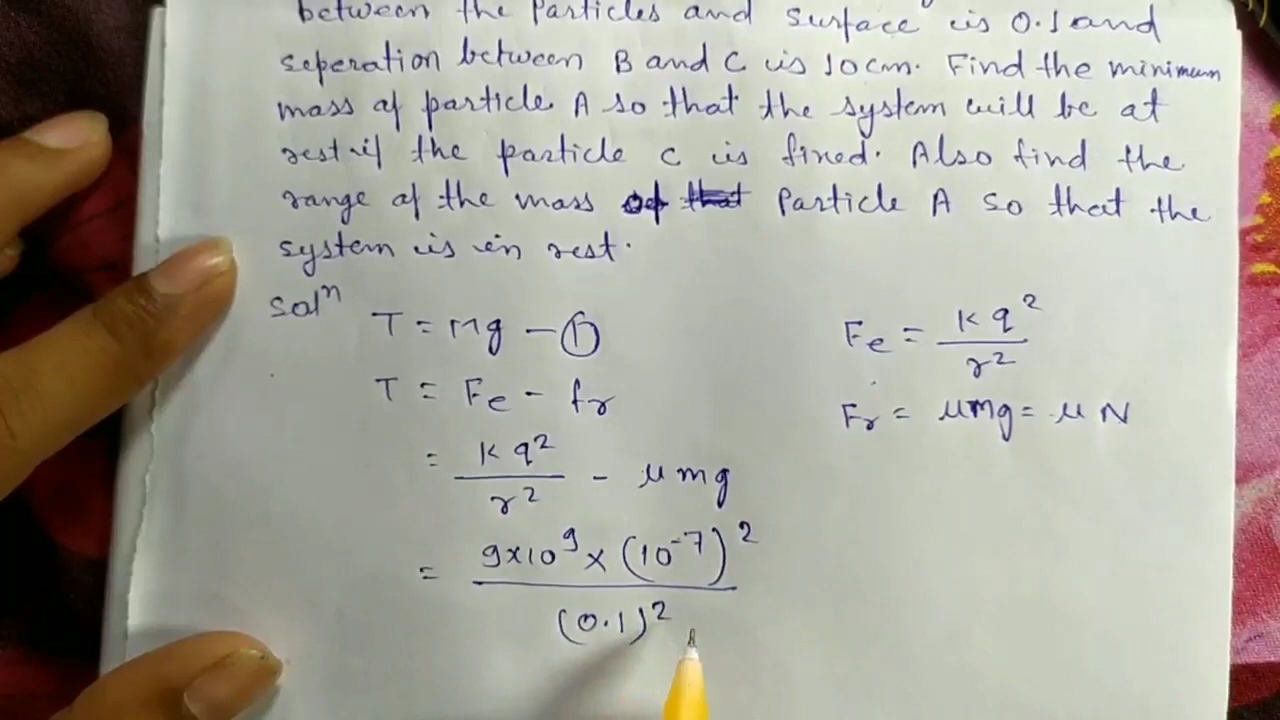 between the Particles and surface is 0.1 and
seperation between B and C is 10cm. Find the minimum
mass of particle A so that the system will be at
rest if the particle C is fixed. Also find the
range of the mass of that Particle A so that the
system is in rest.
Solⁿ
T = Mg - ①
T = Fe - fr
= kq² / r² - μmg
= 9×10⁹ × (10⁻⁷)² / (0.1)²
Fe = kq² / r²
Fr = μmg = μN